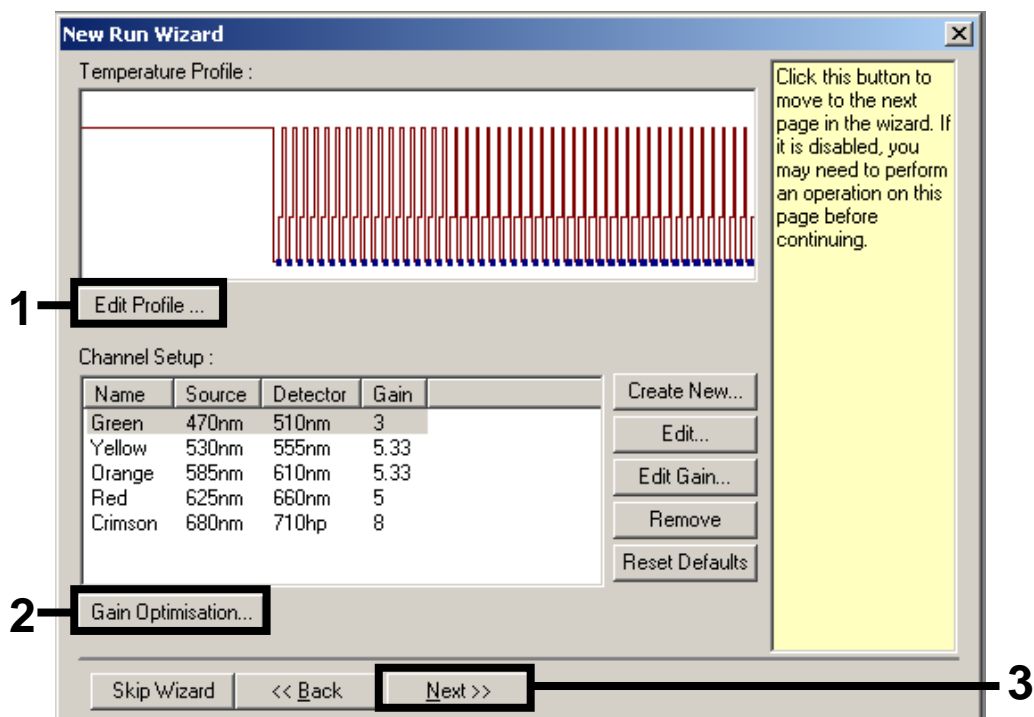 New Run Wizard
Temperature Profile :
Click this button to
move to the next
page in the wizard. If
it is disabled, you
may need to perform
an operation on this
page before
continuing.
1
Edit Profile ...
Channel Setup :
Name Source Detector Gain
Green 470nm 510nm 3
Yellow 530nm 555nm 5.33
Orange 585nm 610nm 5.33
Red 625nm 660nm 5
Crimson 680nm 710hp 8
Create New...
Edit...
Edit Gain...
Remove
Reset Defaults
2
Gain Optimisation...
Skip Wizard << Back Next >>
3